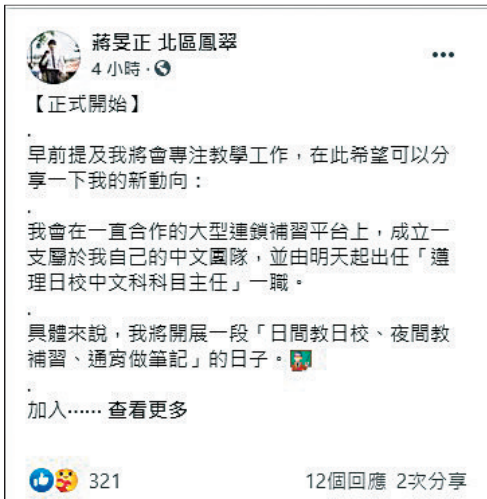 蔣旻正 北區鳳翠
4 小時 ·
【正式開始】
.
早前提及我將會專注教學工作，在此希望可以分
享一下我的新動向：
.
我會在一直合作的大型連鎖補習平台上，成立一
支屬於我自己的中文團隊，並由明天起出任「遵
理日校中文科科目主任」一職。
.
具體來說，我將開展一段「日間教日校、夜間教
補習、通宵做筆記」的日子。
.
加入⋯⋯ 查看更多
321
12個回應 2次分享